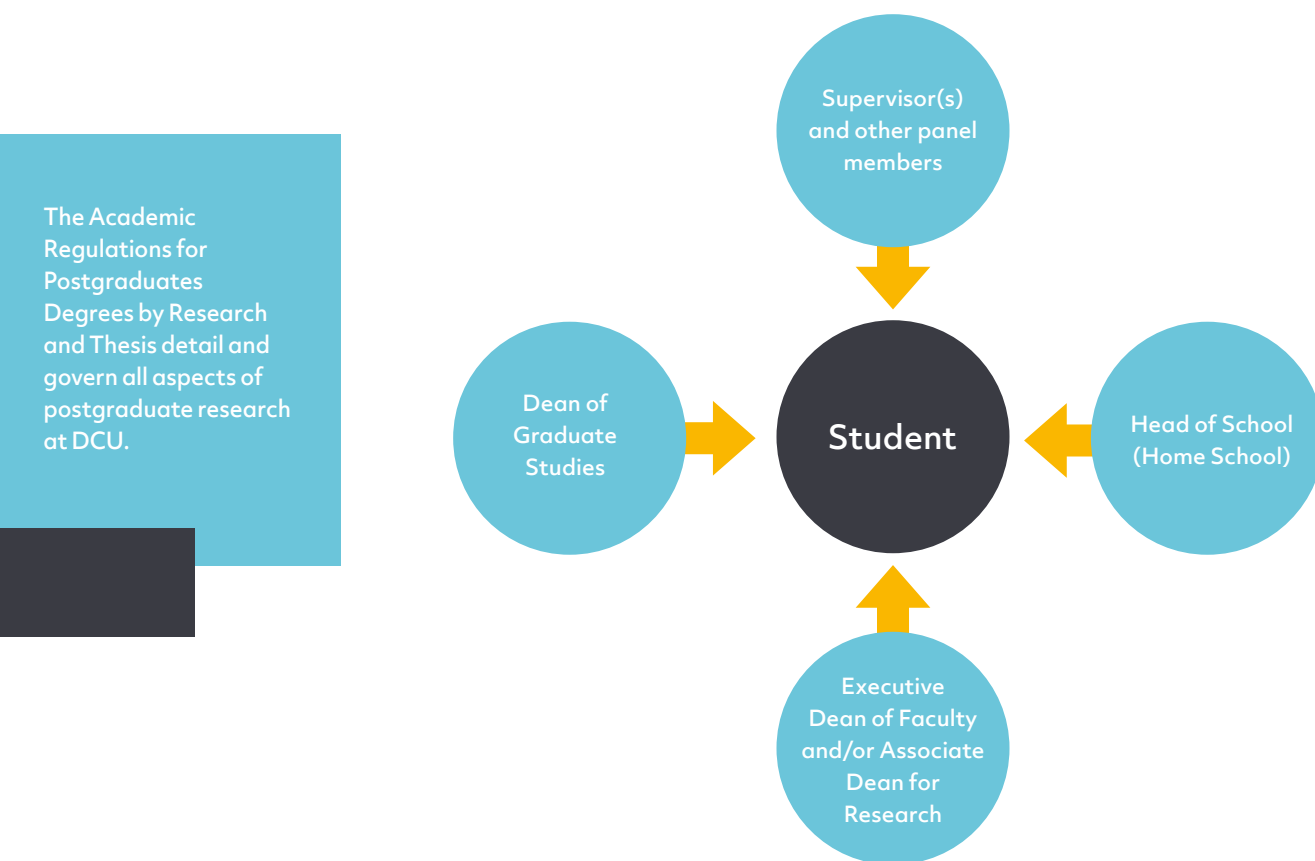 The Academic
Regulations for
Postgraduates
Degrees by Research
and Thesis detail and
govern all aspects of
postgraduate research
at DCU.
Supervisor(s)
and other panel
members
Dean of
Graduate
Studies
Student
Head of School
(Home School)
Executive
Dean of Faculty
and/or Associate
Dean for
Research